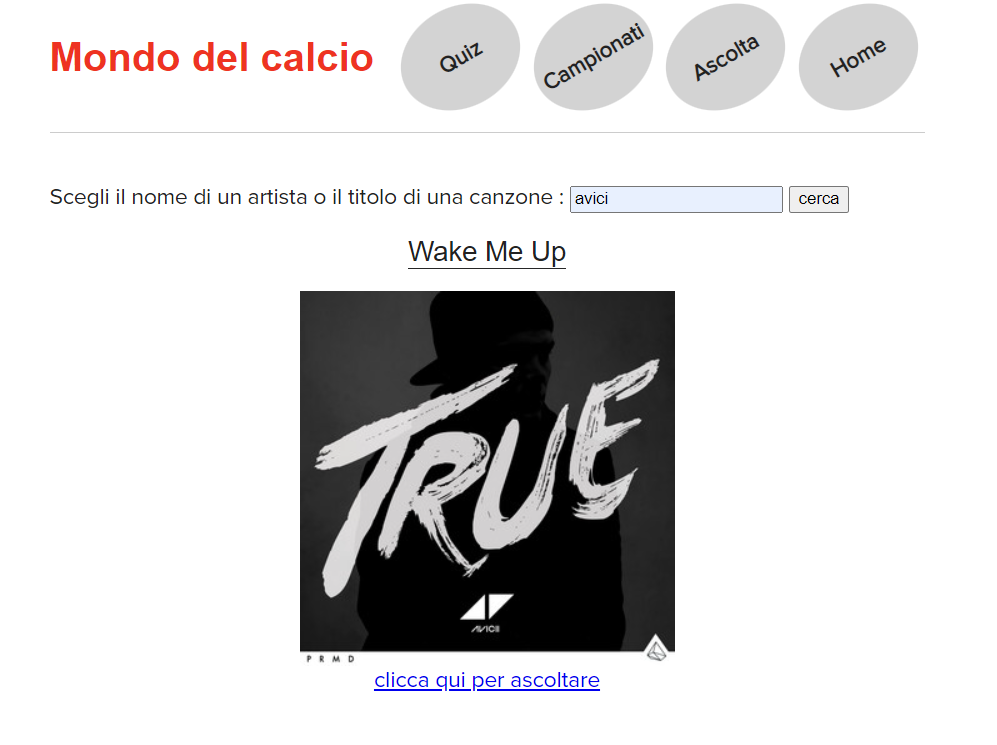 Mondo del calcio
Quiz
Campionati
Ascolta
Home
Scegli il nome di un artista o il titolo di una canzone : avici cerca
Wake Me Up
TRUE
AVICII
PRMD
clicca qui per ascoltare